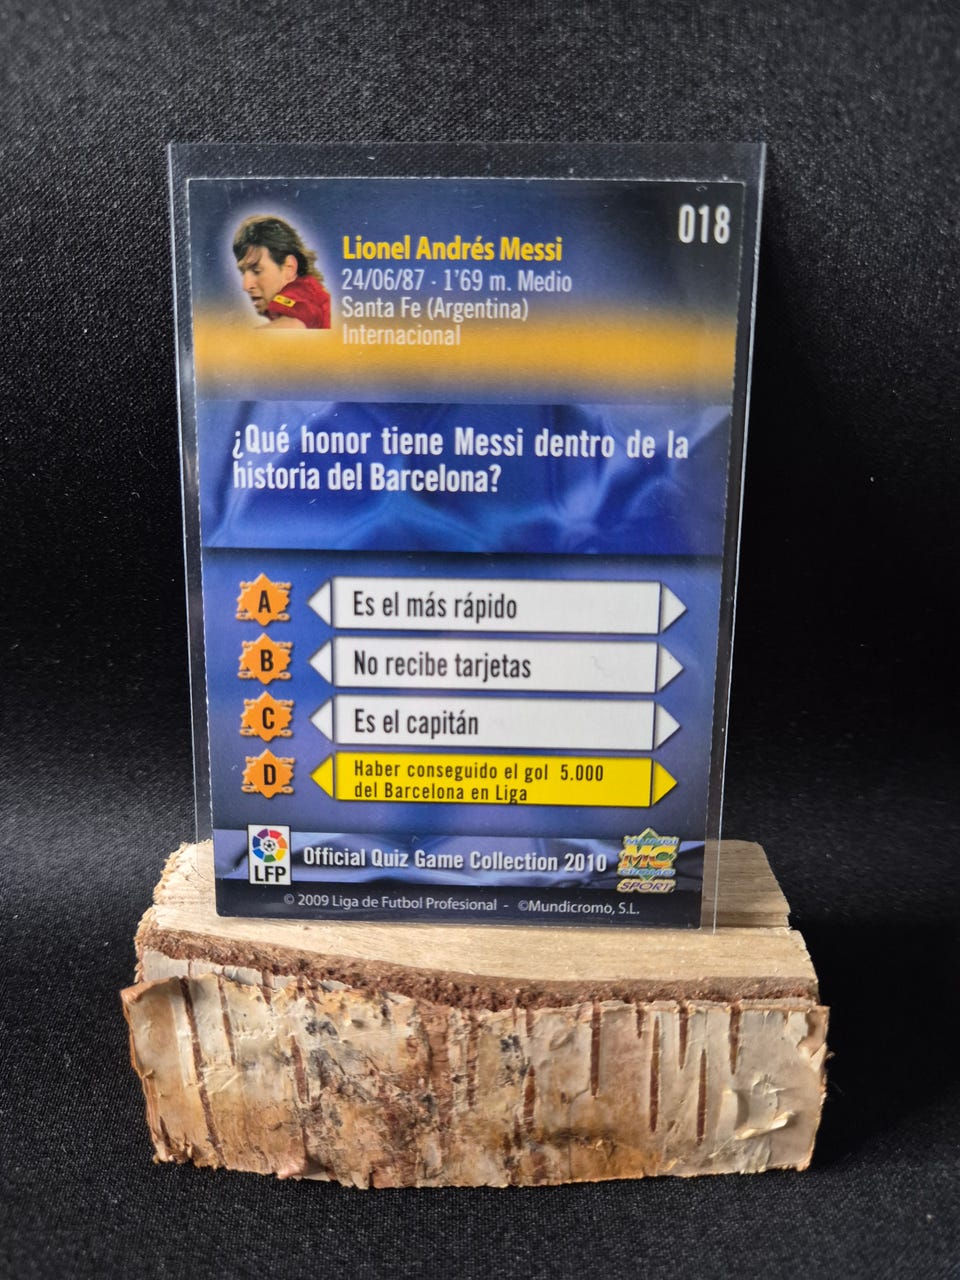 018
Lionel Andrés Messi
24/06/87 - 1'69 m. Medio
Santa Fe (Argentina)
Internacional
¿Qué honor tiene Messi dentro de la
historia del Barcelona?
A Es el más rápido
B No recibe tarjetas
C Es el capitán
D Haber conseguido el gol 5.000
del Barcelona en Liga
LFP
Official Quiz Game Collection 2010
MUNDI
MC
CROMO
SPORT
© 2009 Liga de Futbol Profesional - ©Mundicromo, S.L.